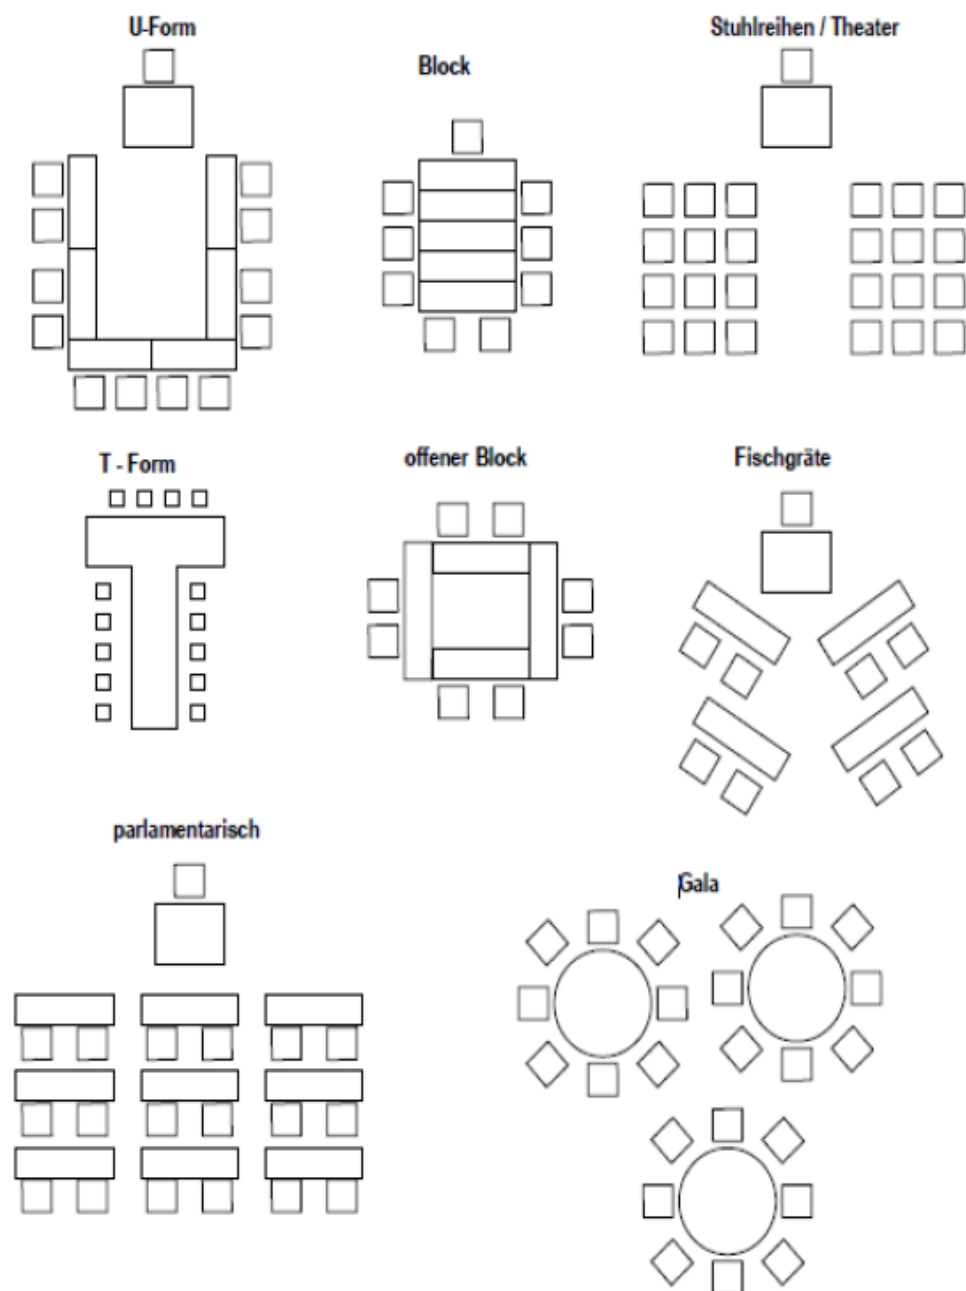 U-Form
Block
Stuhlreihen / Theater
T - Form
offener Block
Fischgräte
parlamentarisch
Gala